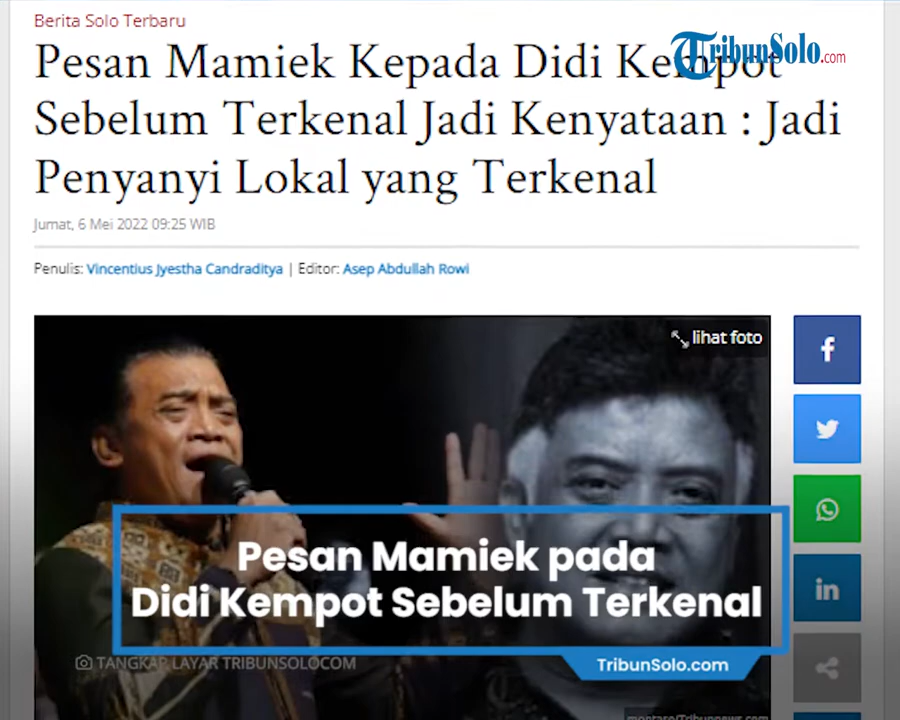 Berita Solo Terbaru
TribunSolo.com
Pesan Mamiek Kepada Didi Kempot
Sebelum Terkenal Jadi Kenyataan : Jadi
Penyanyi Lokal yang Terkenal
Jumat, 6 Mei 2022 09:25 WIB
Penulis: Vincentius Jyestha Candraditya | Editor: Asep Abdullah Rowi
lihat foto
Pesan Mamiek pada
Didi Kempot Sebelum Terkenal
TANGKAP LAYAR TRIBUNSOLOCOM
TribunSolo.com